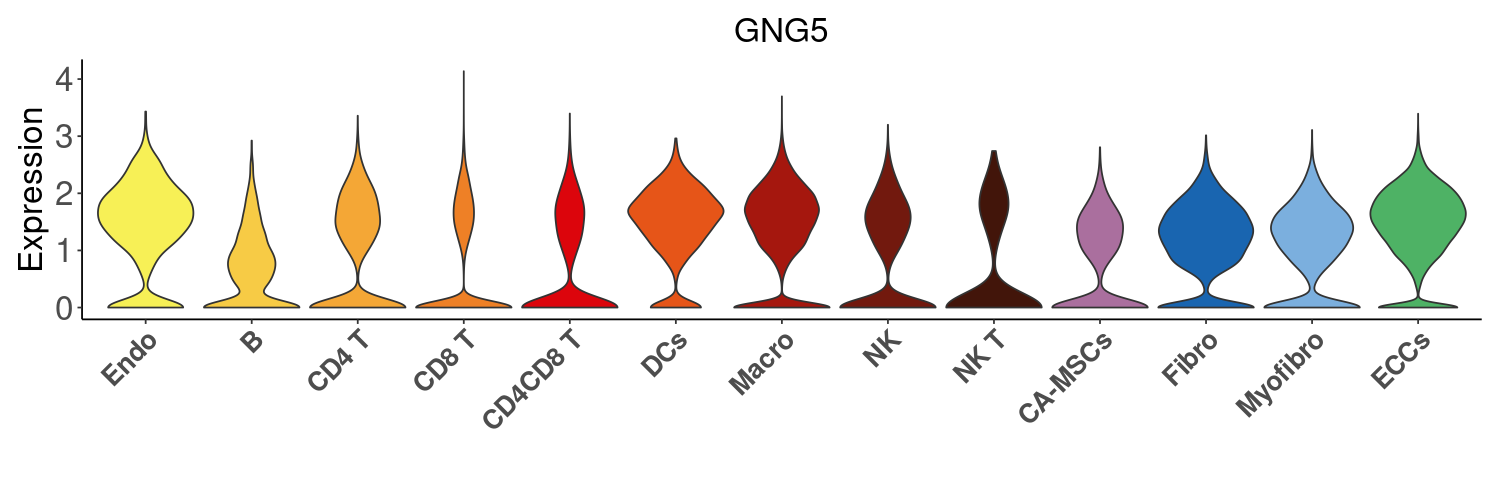 GNG5
Expression
4
3
2
1
0
Endo
B
CD4 T
CD8 T
CD4CD8 T
DCs
Macro
NK
NK T
CA-MSCs
Fibro
Myofibro
ECCs